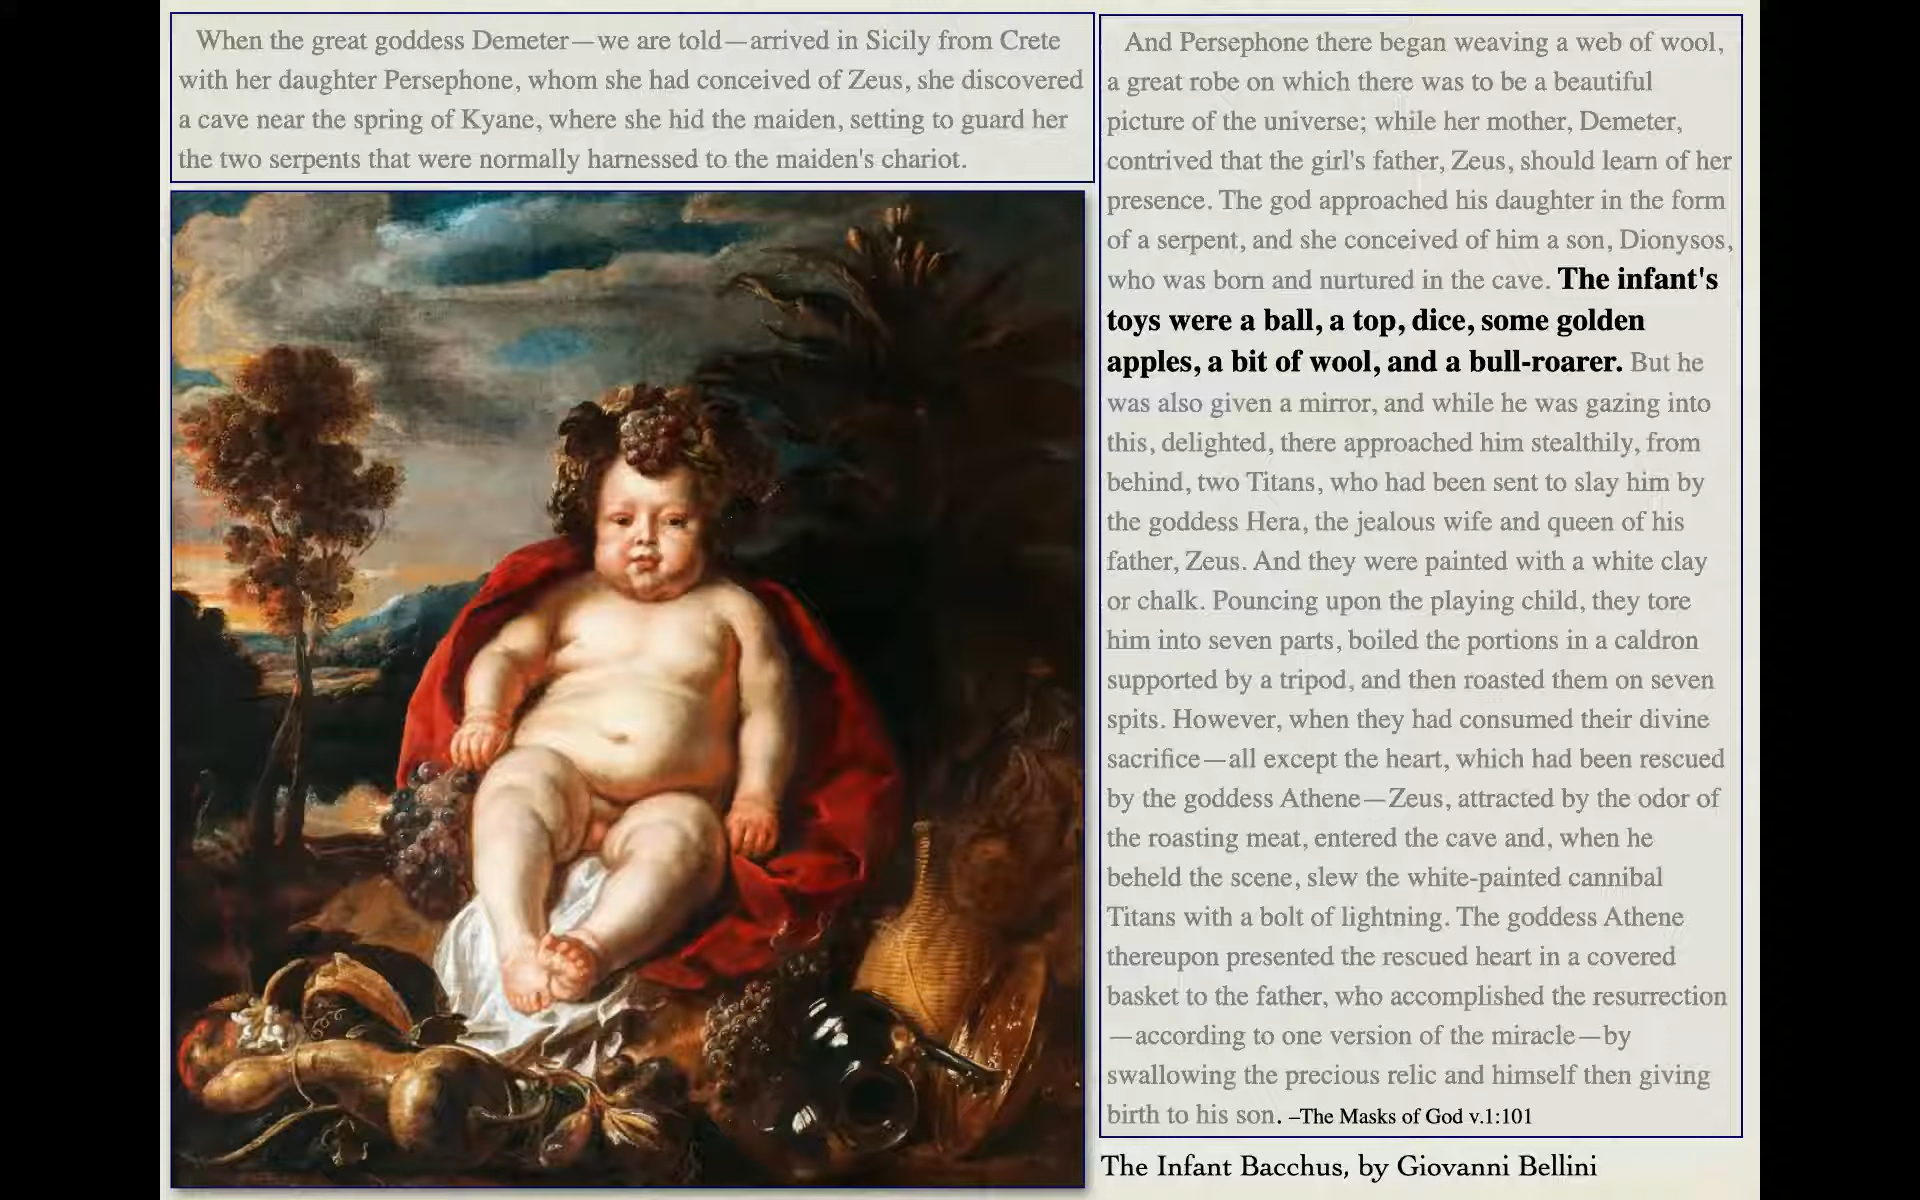 When the great goddess Demeter—we are told—arrived in Sicily from Crete
with her daughter Persephone, whom she had conceived of Zeus, she discovered
a cave near the spring of Kyane, where she hid the maiden, setting to guard her
the two serpents that were normally harnessed to the maiden's chariot.
And Persephone there began weaving a web of wool,
a great robe on which there was to be a beautiful
picture of the universe; while her mother, Demeter,
contrived that the girl's father, Zeus, should learn of her
presence. The god approached his daughter in the form
of a serpent, and she conceived of him a son, Dionysos,
who was born and nurtured in the cave. The infant's
toys were a ball, a top, dice, some golden
apples, a bit of wool, and a bull-roarer. But he
was also given a mirror, and while he was gazing into
this, delighted, there approached him stealthily, from
behind, two Titans, who had been sent to slay him by
the goddess Hera, the jealous wife and queen of his
father, Zeus. And they were painted with a white clay
or chalk. Pouncing upon the playing child, they tore
him into seven parts, boiled the portions in a caldron
supported by a tripod, and then roasted them on seven
spits. However, when they had consumed their divine
sacrifice—all except the heart, which had been rescued
by the goddess Athene—Zeus, attracted by the odor of
the roasting meat, entered the cave and, when he
beheld the scene, slew the white-painted cannibal
Titans with a bolt of lightning. The goddess Athene
thereupon presented the rescued heart in a covered
basket to the father, who accomplished the resurrection
—according to one version of the miracle—by
swallowing the precious relic and himself then giving
birth to his son. –The Masks of God v.1:101
The Infant Bacchus, by Giovanni Bellini